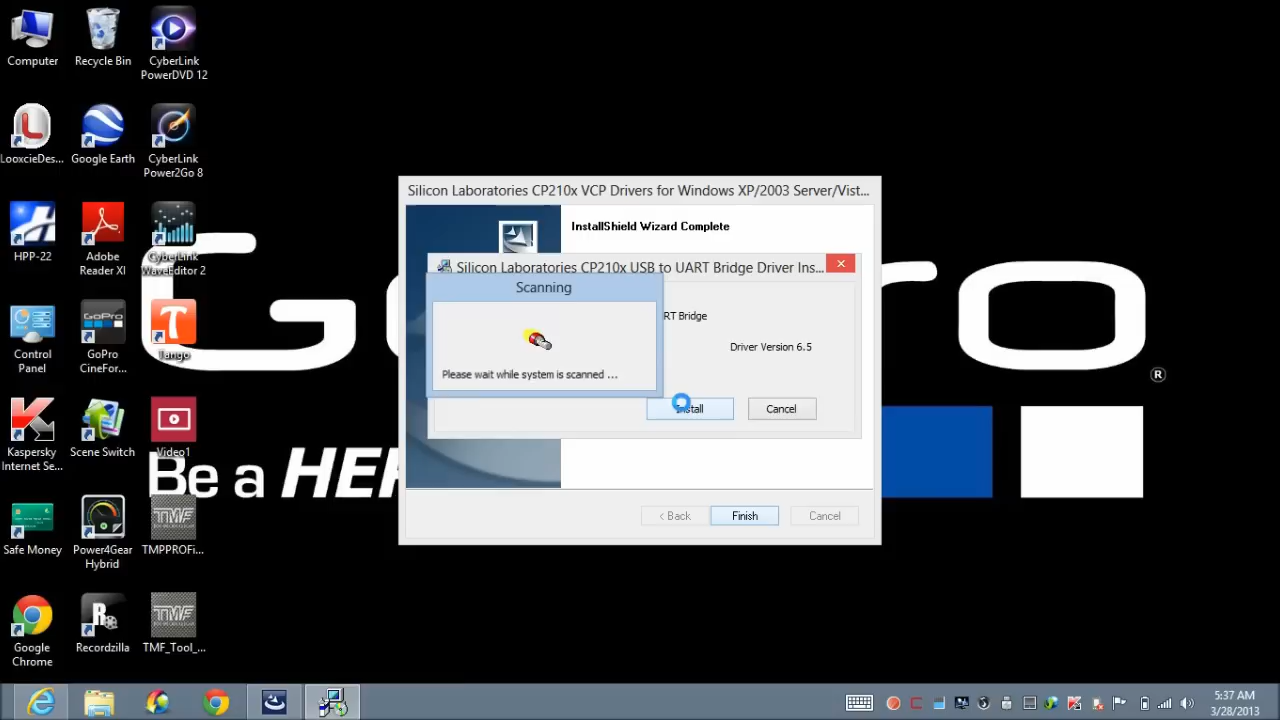 Computer
Recycle Bin
CyberLink
PowerDVD 12
LooxcieDes...
Google Earth
CyberLink
Power2Go 8
HPP-22
Adobe
Reader XI
CyberLink
WaveEditor 2
Control
Panel
GoPro
CineFor...
Tango
Kaspersky
Internet Se...
Scene Switch
Video1
Safe Money
Power4Gear
Hybrid
TMPPROFi...
Google
Chrome
Recordzilla
TMF_Tool_...
TMF
TMF
Be a HE
®
Silicon Laboratories CP210x VCP Drivers for Windows XP/2003 Server/Vist...
InstallShield Wizard Complete
Silicon Laboratories CP210x USB to UART Bridge Driver Ins...
Scanning
RT Bridge
Driver Version 6.5
Please wait while system is scanned ...
Install
Cancel
< Back
Finish
Cancel
5:37 AM
3/28/2013